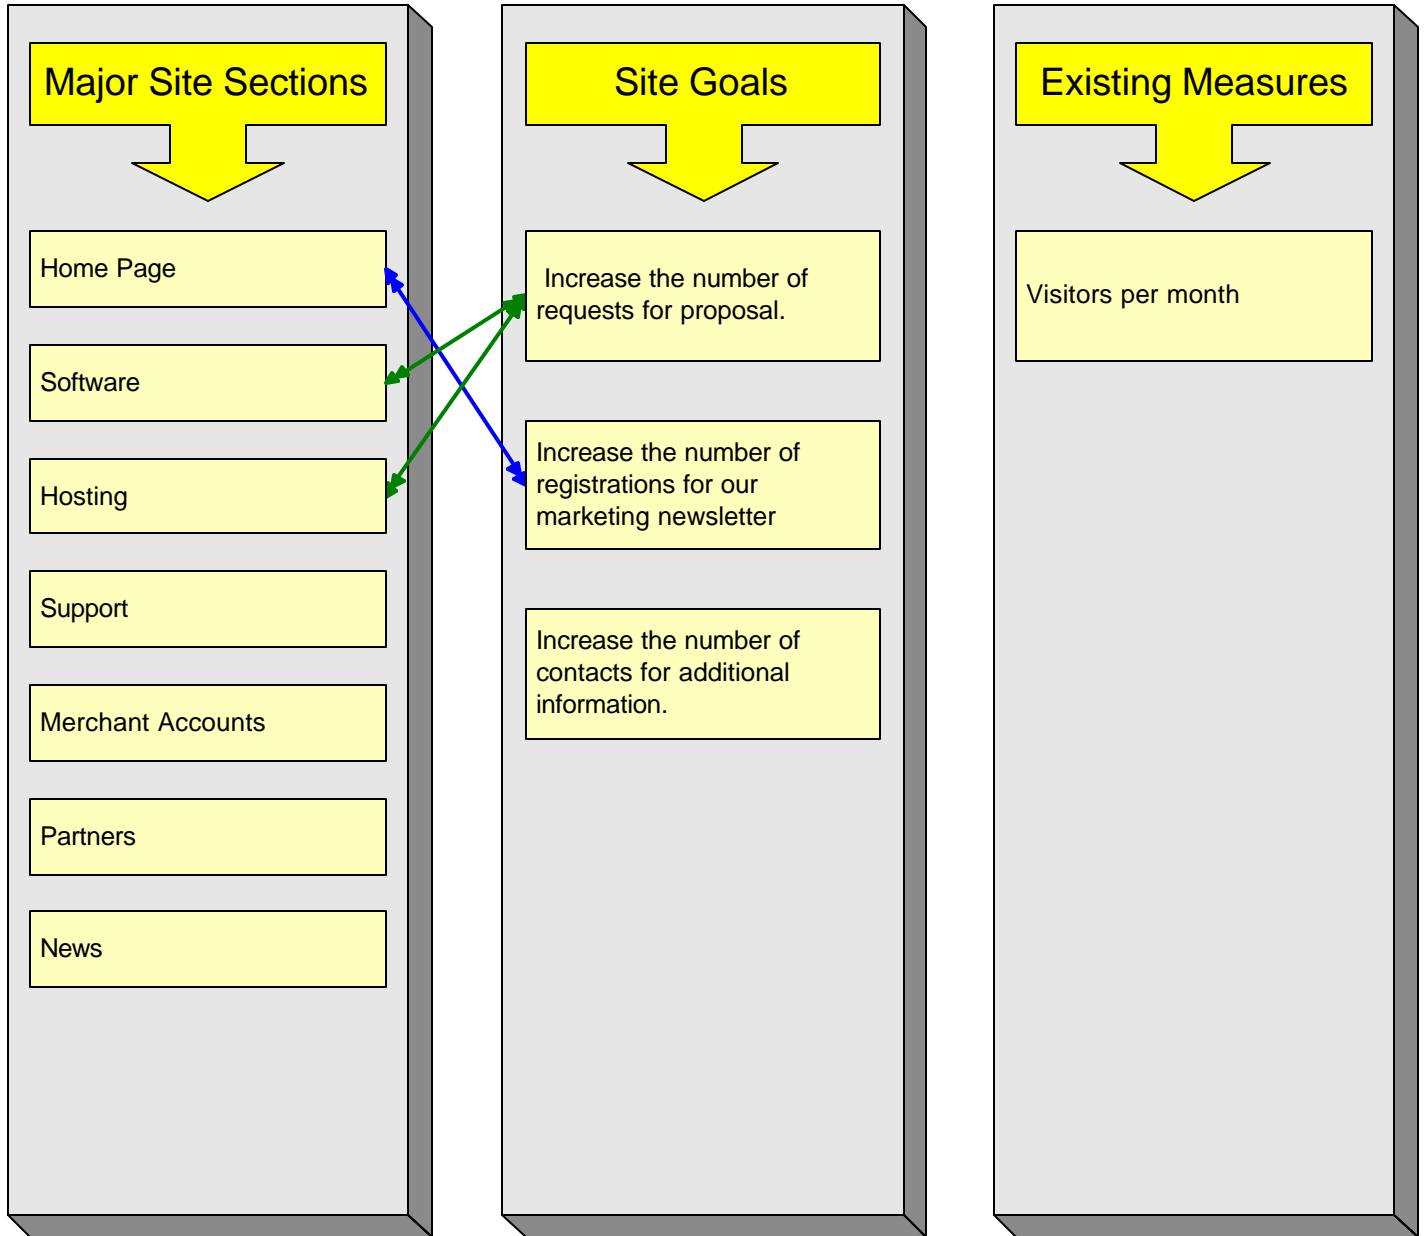 Major Site Sections
Home Page
Software
Hosting
Support
Merchant Accounts
Partners
News
Site Goals
Increase the number of
requests for proposal.
Increase the number of
registrations for our
marketing newsletter
Increase the number of
contacts for additional
information.
Existing Measures
Visitors per month